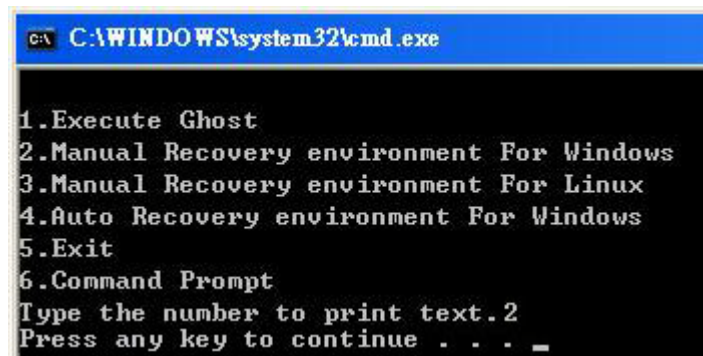 C:\WINDOWS\system32\cmd.exe
1.Execute Ghost
2.Manual Recovery environment For Windows
3.Manual Recovery environment For Linux
4.Auto Recovery environment For Windows
5.Exit
6.Command Prompt
Type the number to print text.2
Press any key to continue . . . _